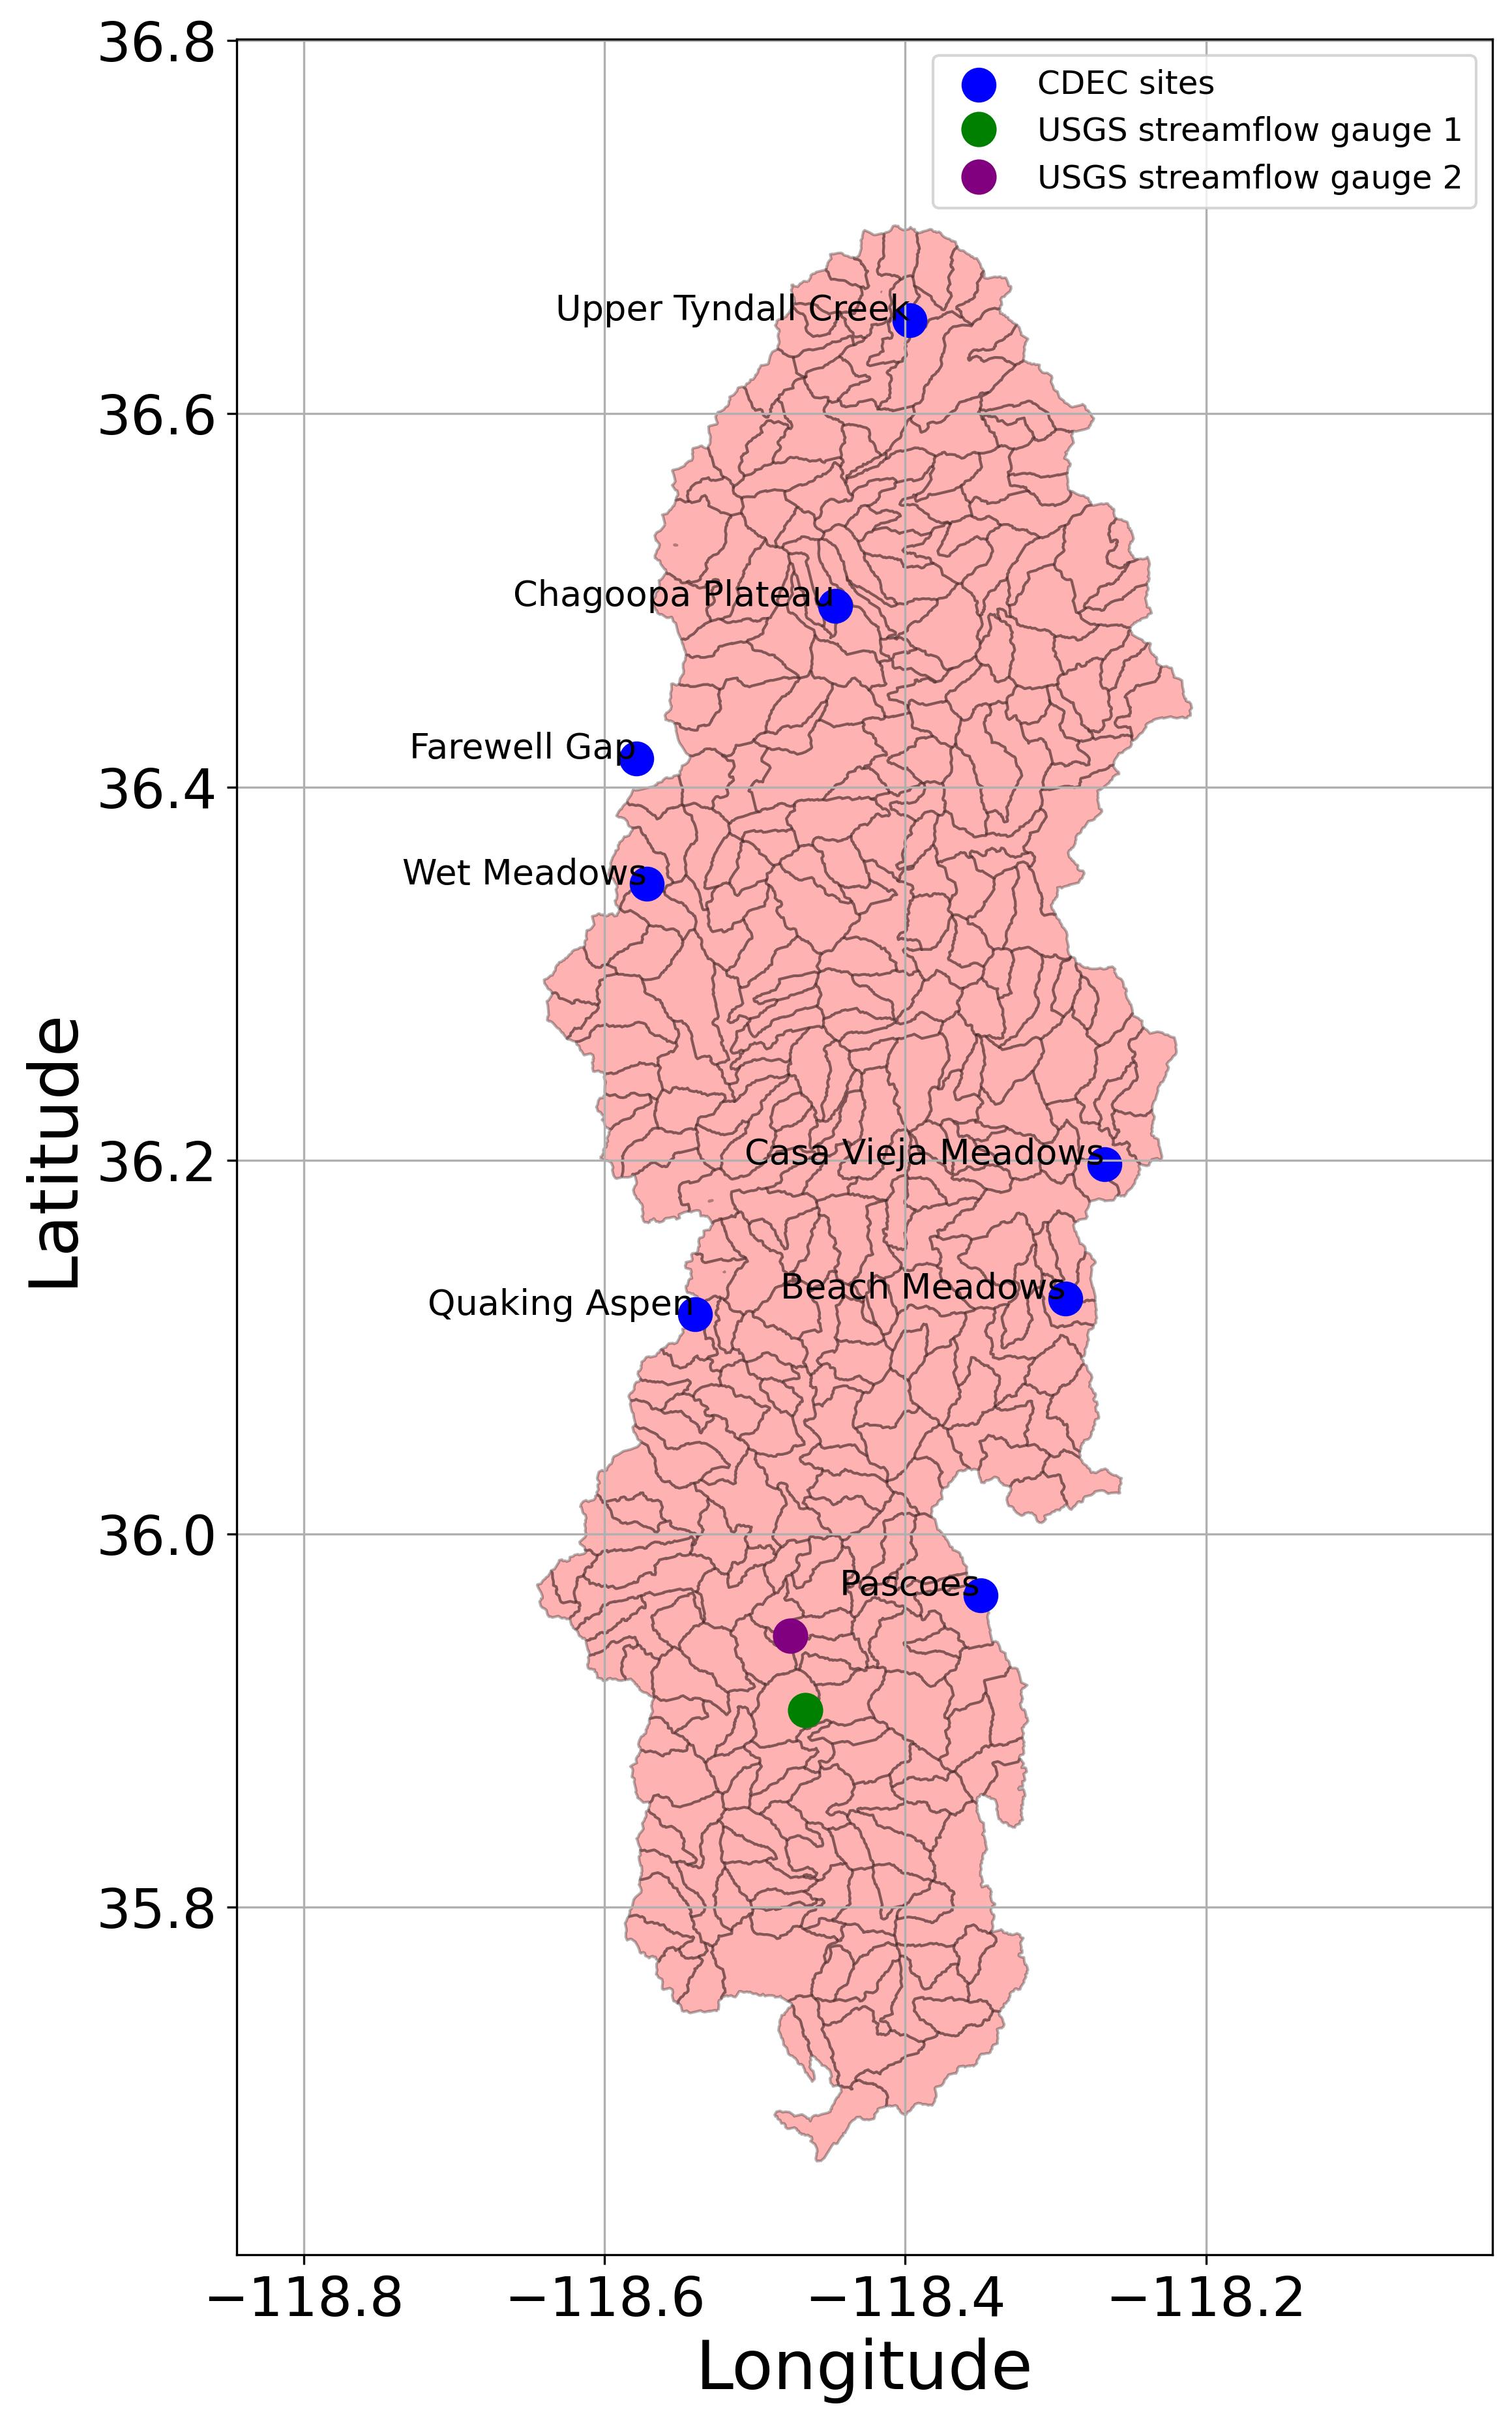 36.8
CDEC sites
USGS streamflow gauge 1
USGS streamflow gauge 2
Upper Tyndall Creek
36.6
Chagoopa Plateau
Farewell Gap
36.4
Wet Meadows
Latitude
36.2
Casa Vieja Meadows
Beach Meadows
Quaking Aspen
36.0
Pascoes
35.8
−118.8
−118.6
−118.4
−118.2
Longitude